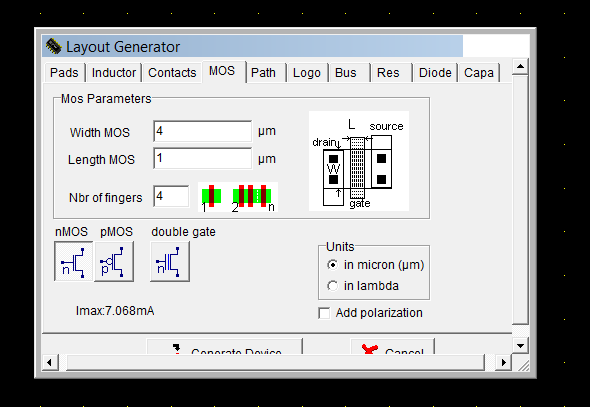 Layout Generator
Pads Inductor Contacts MOS Path Logo Bus Res Diode Capa
Mos Parameters
Width MOS 4 µm
Length MOS 1 µm
Nbr of fingers 4
1 2 n
L
drain source
W
gate
nMOS pMOS double gate
n p n
Units
in micron (µm)
in lambda
Add polarization
Imax:7.068mA
Generate Device Cancel